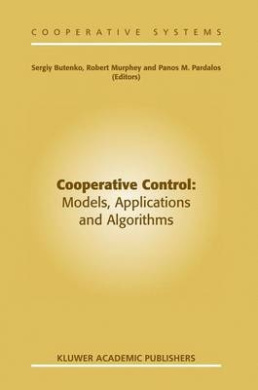 COOPERATIVE SYSTEMS
Sergiy Butenko, Robert Murphey and Panos M. Pardalos
(Editors)
Cooperative Control:
Models, Applications
and Algorithms
KLUWER ACADEMIC PUBLISHERS